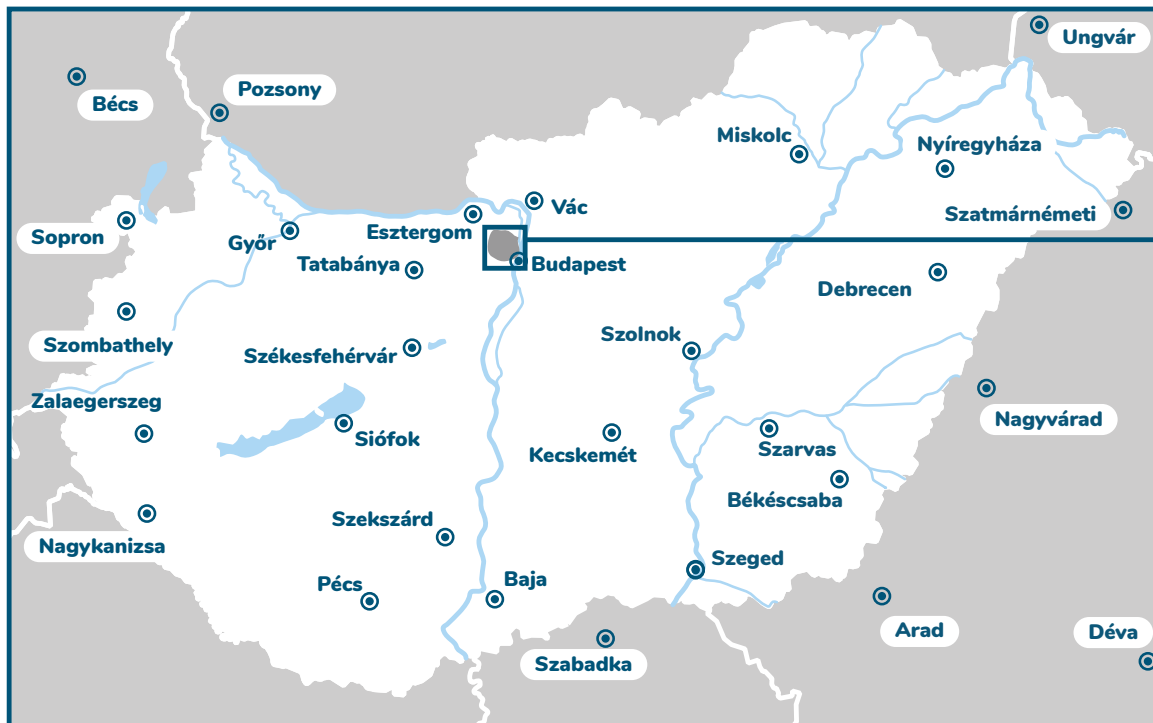 Ungvár
Bécs
Pozsony
Miskolc
Nyíregyháza
Vác
Szatmárnémeti
Sopron
Győr
Esztergom
Tatabánya
Budapest
Debrecen
Szombathely
Székesfehérvár
Szolnok
Zalaegerszeg
Siófok
Nagyvárad
Kecskemét
Szarvas
Békéscsaba
Nagykanizsa
Szekszárd
Szeged
Pécs
Baja
Arad
Déva
Szabadka